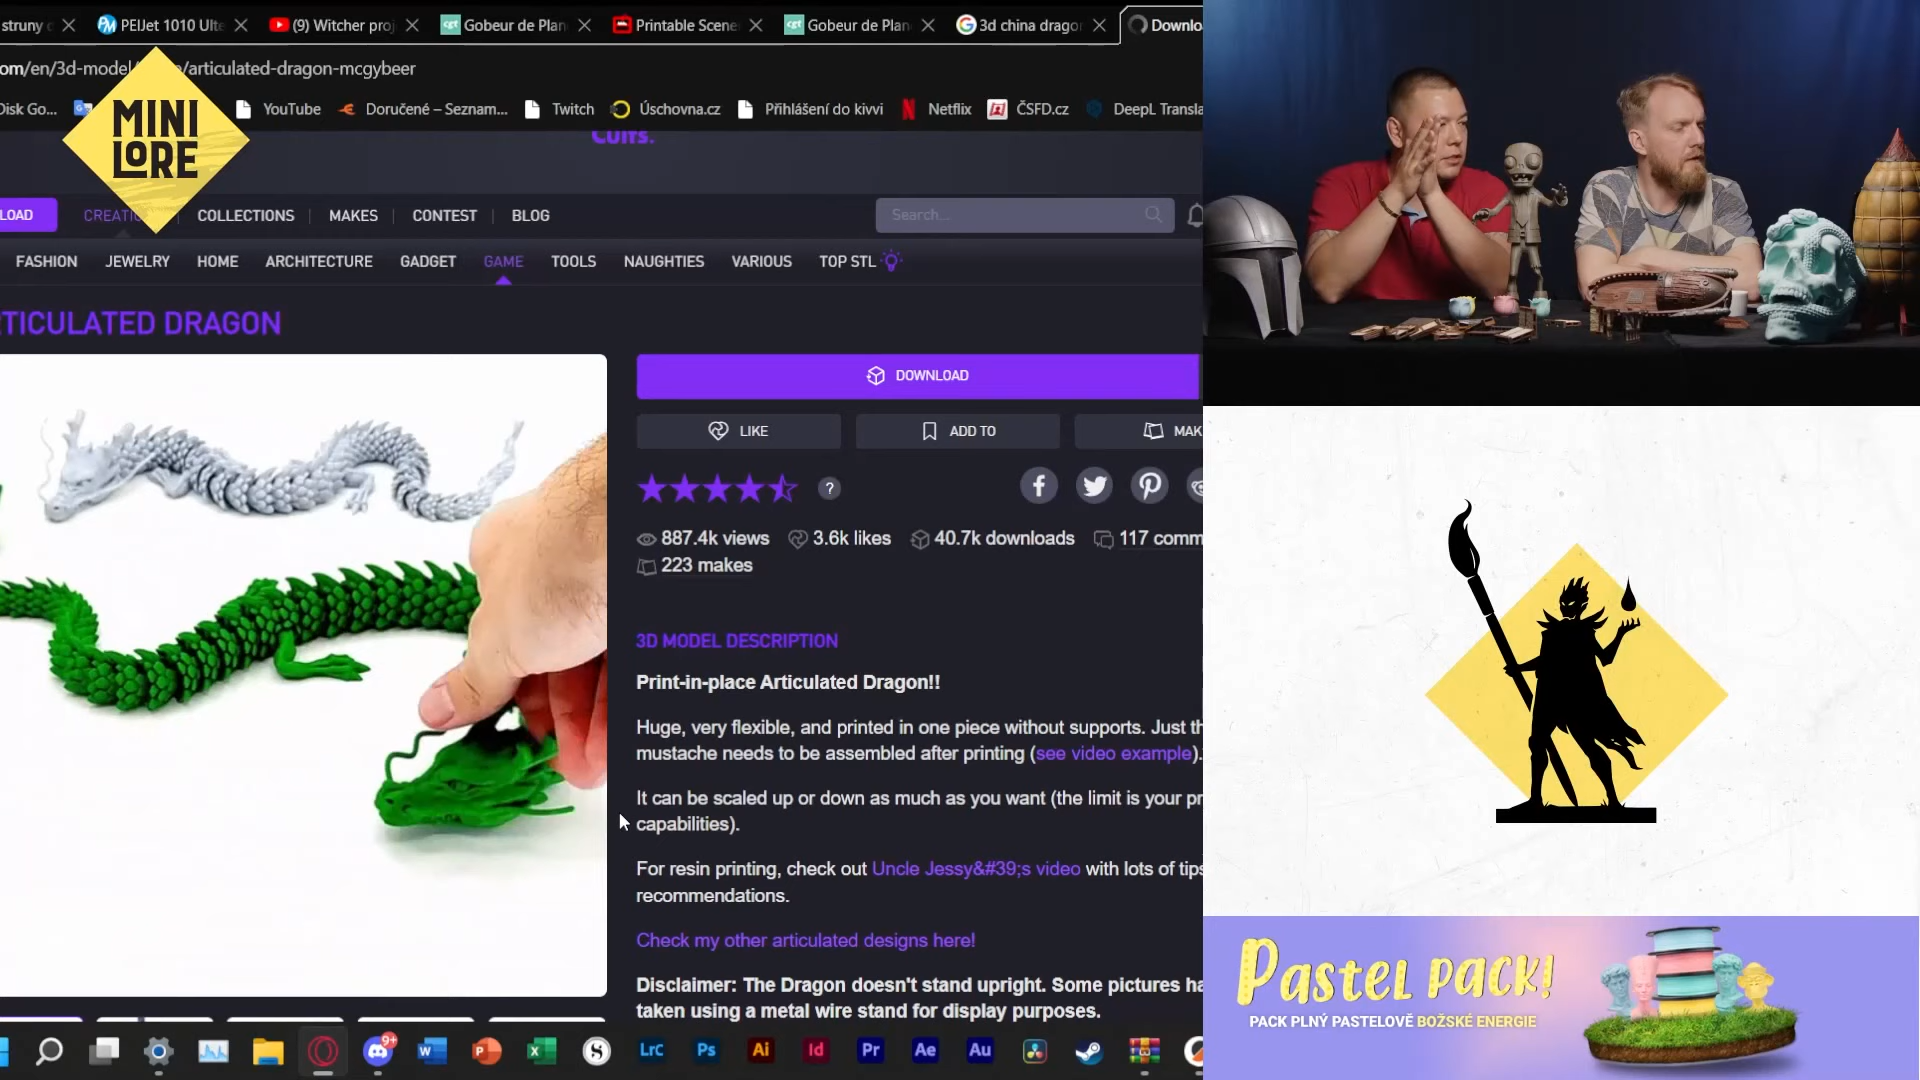 struny
PEIJet 1010 Ulte
(9) Witcher proj
Gobeur de Plan
Printable Scene
Gobeur de Plan
3d china dragon
Downlo
om/en/3d-model
/articulated-dragon-mcgybeer
Disk Go...
YouTube
Doručené – Seznam...
Twitch
Úschovna.cz
Přihlášení do kivvi
Netflix
ČSFD.cz
DeepL Transla
MINI
LORE
Cults.
LOAD
CREATIO
COLLECTIONS
MAKES
CONTEST
BLOG
Search...
FASHION
JEWELRY
HOME
ARCHITECTURE
GADGET
GAME
TOOLS
NAUGHTIES
VARIOUS
TOP STL
TICULATED DRAGON
DOWNLOAD
LIKE
ADD TO
MAK
?
887.4k views
3.6k likes
40.7k downloads
117 comm
223 makes
3D MODEL DESCRIPTION
Print-in-place Articulated Dragon!!
Huge, very flexible, and printed in one piece without supports. Just th
mustache needs to be assembled after printing (see video example).
It can be scaled up or down as much as you want (the limit is your pr
capabilities).
For resin printing, check out Uncle Jessy&#39;s video with lots of tips
recommendations.
Check my other articulated designs here!
Disclaimer: The Dragon doesn't stand upright. Some pictures ha
taken using a metal wire stand for display purposes.
9+
LrC
Ps
Ai
Id
Pr
Ae
Au
Pastel pack!
PACK PLNÝ PASTELOVĚ BOŽSKÉ ENERGIE